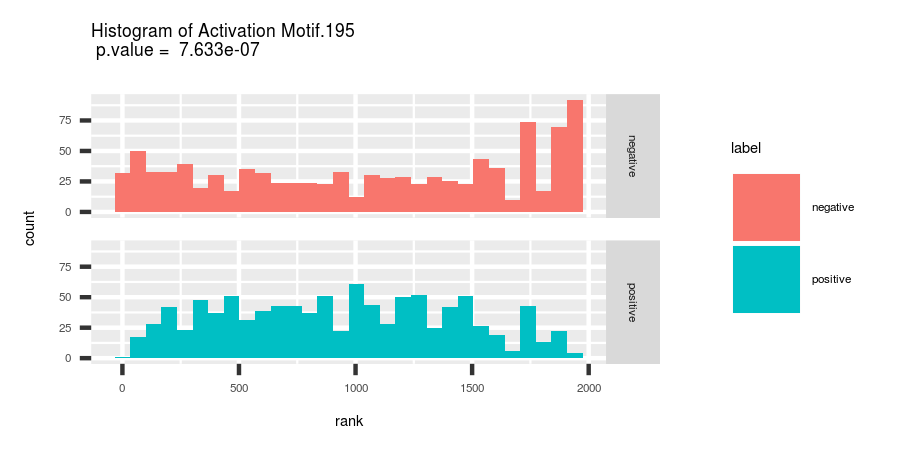 Histogram of Activation Motif.195
p.value = 7.633e-07
count
75
50
25
0
negative
75
50
25
0
positive
0
500
1000
1500
2000
rank
label
negative
positive